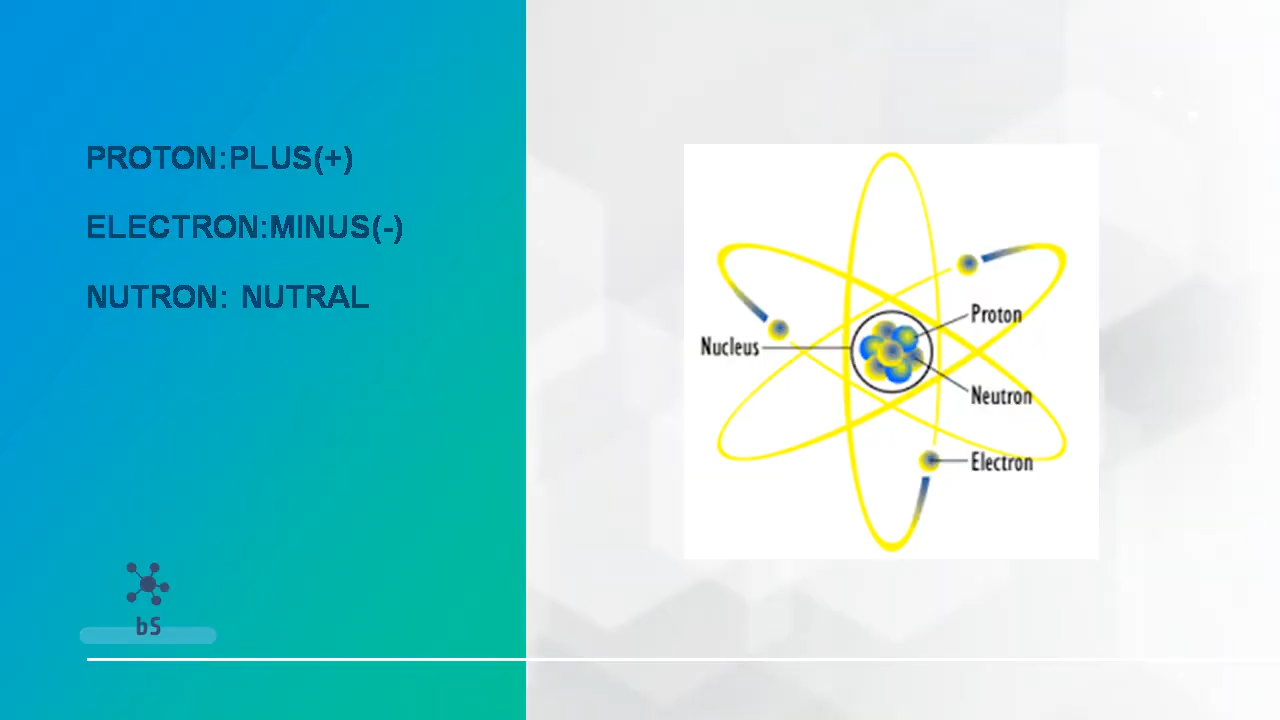 PROTON:PLUS(+)
ELECTRON:MINUS(-)
NUTRON: NUTRAL
bS
Proton
Nucleus
Neutron
Electron